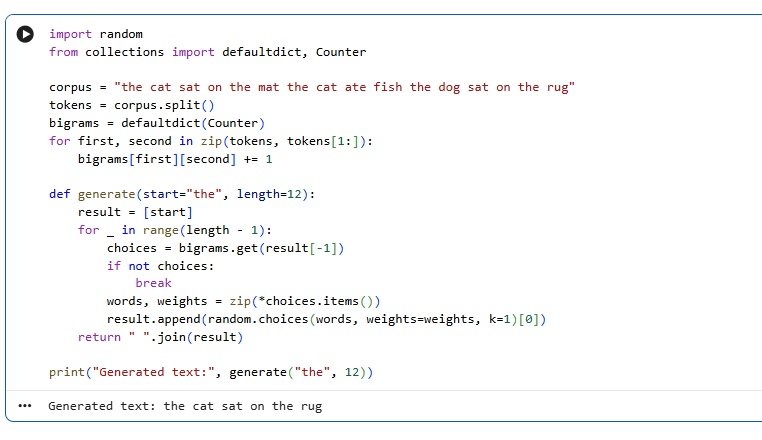 import random
from collections import defaultdict, Counter

corpus = "the cat sat on the mat the cat ate fish the dog sat on the rug"
tokens = corpus.split()
bigrams = defaultdict(Counter)
for first, second in zip(tokens, tokens[1:]):
    bigrams[first][second] += 1

def generate(start="the", length=12):
    result = [start]
    for _ in range(length - 1):
        choices = bigrams.get(result[-1])
        if not choices:
            break
        words, weights = zip(*choices.items())
        result.append(random.choices(words, weights=weights, k=1)[0])
    return " ".join(result)

print("Generated text:", generate("the", 12))
Generated text: the cat sat on the rug